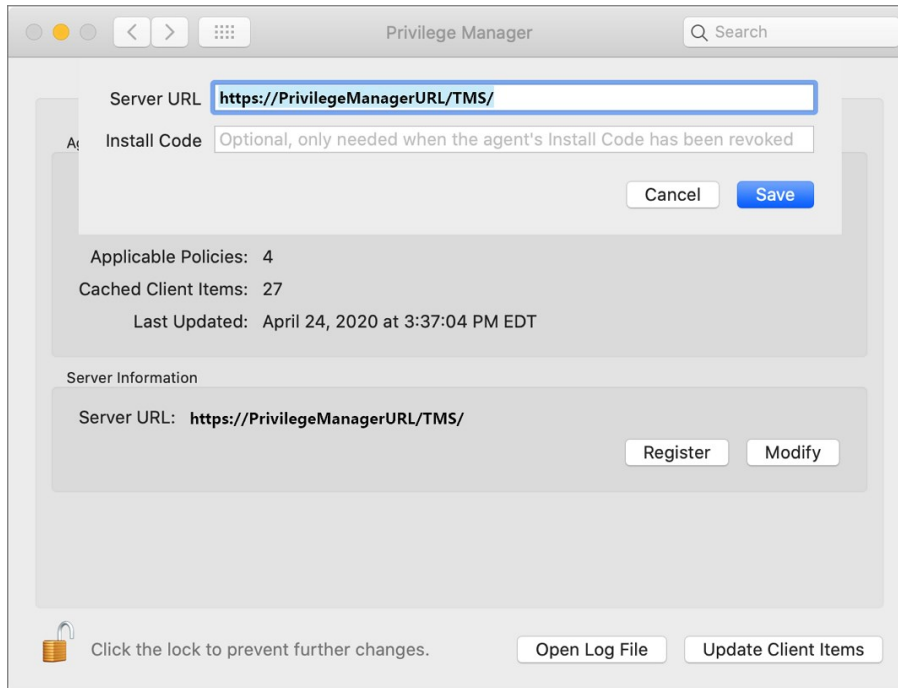 Privilege Manager
Search
Server URL https://PrivilegeManagerURL/TMS/
Install Code Optional, only needed when the agent's Install Code has been revoked
Cancel Save
Applicable Policies: 4
Cached Client Items: 27
Last Updated: April 24, 2020 at 3:37:04 PM EDT
Server Information
Server URL: https://PrivilegeManagerURL/TMS/
Register Modify
Click the lock to prevent further changes.
Open Log File Update Client Items